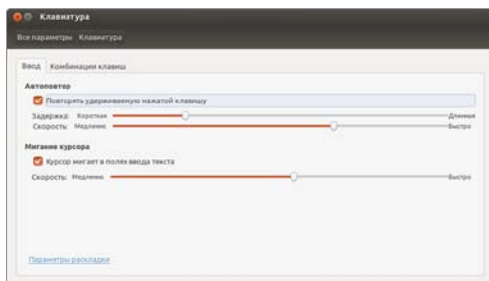 Клавиатура
Все параметры Клавиатура
Ввод Комбинации клавиш
Автоповтор
Повторять удерживаемую нажатой клавишу
Задержка: Короткая Длинная
Скорость: Медленно Быстро
Мигание курсора
Курсор мигает в полях ввода текста
Скорость: Медленно Быстро
Параметры раскладки